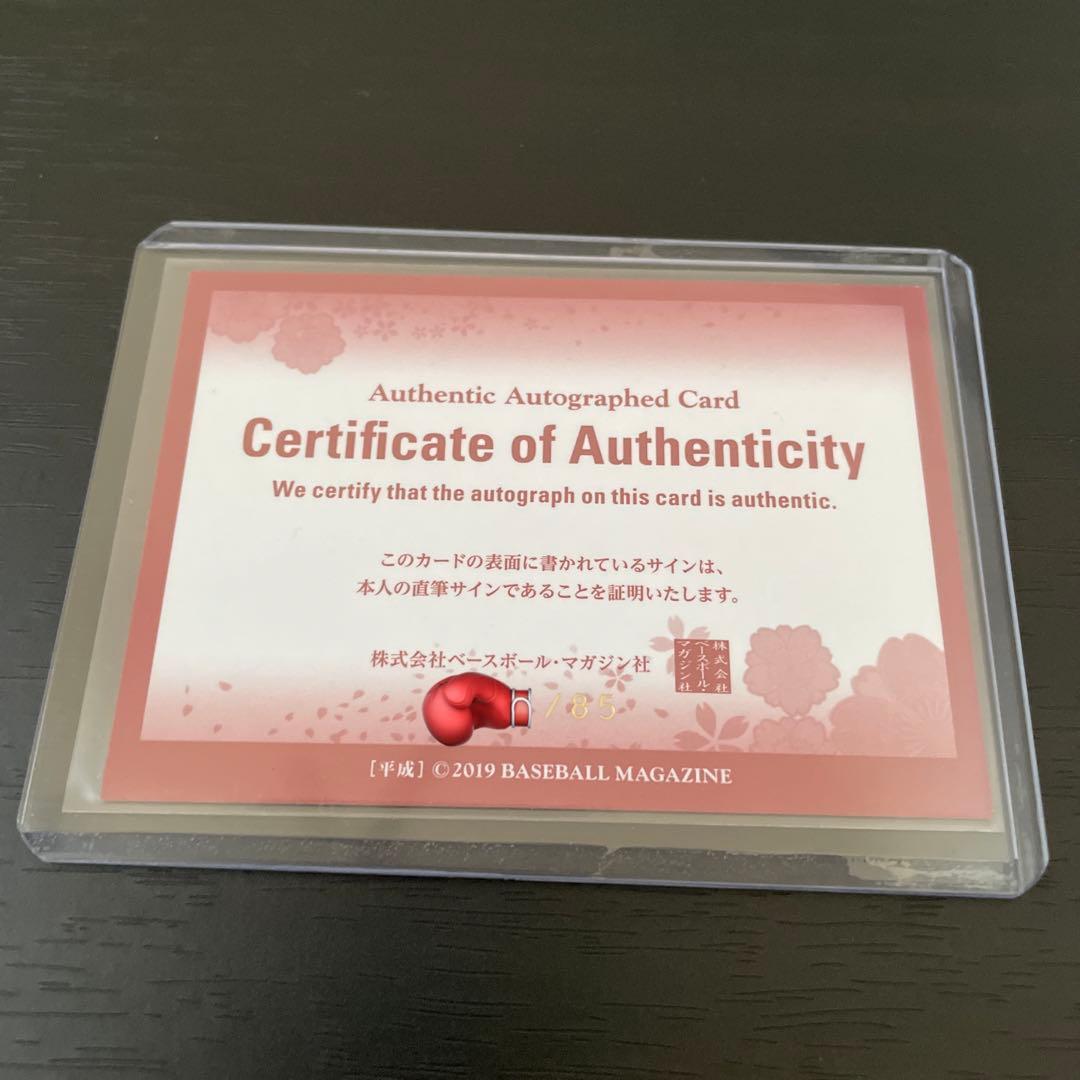 Authentic Autographed Card
Certificate of Authenticity
We certify that the autograph on this card is authentic.
このカードの表面に書かれているサインは、
本人の直筆サインであることを証明いたします。
株式会社ベースボール・マガジン社
株式会社
ベースボール・
マガジン社
/85
[平成] ©2019 BASEBALL MAGAZINE